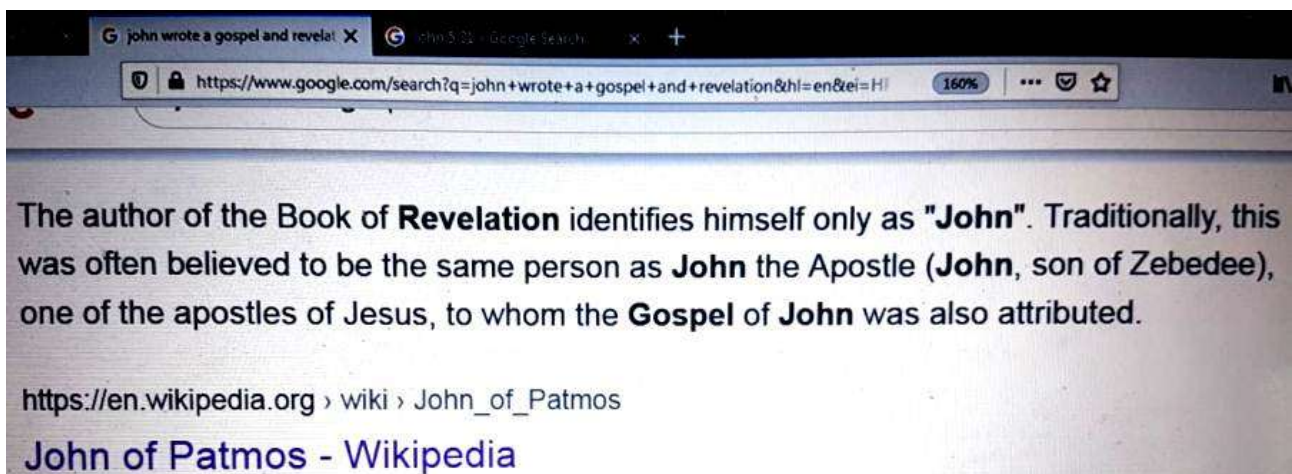 john wrote a gospel and revelat
https://www.google.com/search?q=john+wrote+a+gospel+and+revelation&hl=en&ei=H
160%
The author of the Book of Revelation identifies himself only as "John". Traditionally, this
was often believed to be the same person as John the Apostle (John, son of Zebedee),
one of the apostles of Jesus, to whom the Gospel of John was also attributed.
https://en.wikipedia.org › wiki › John_of_Patmos
John of Patmos - Wikipedia